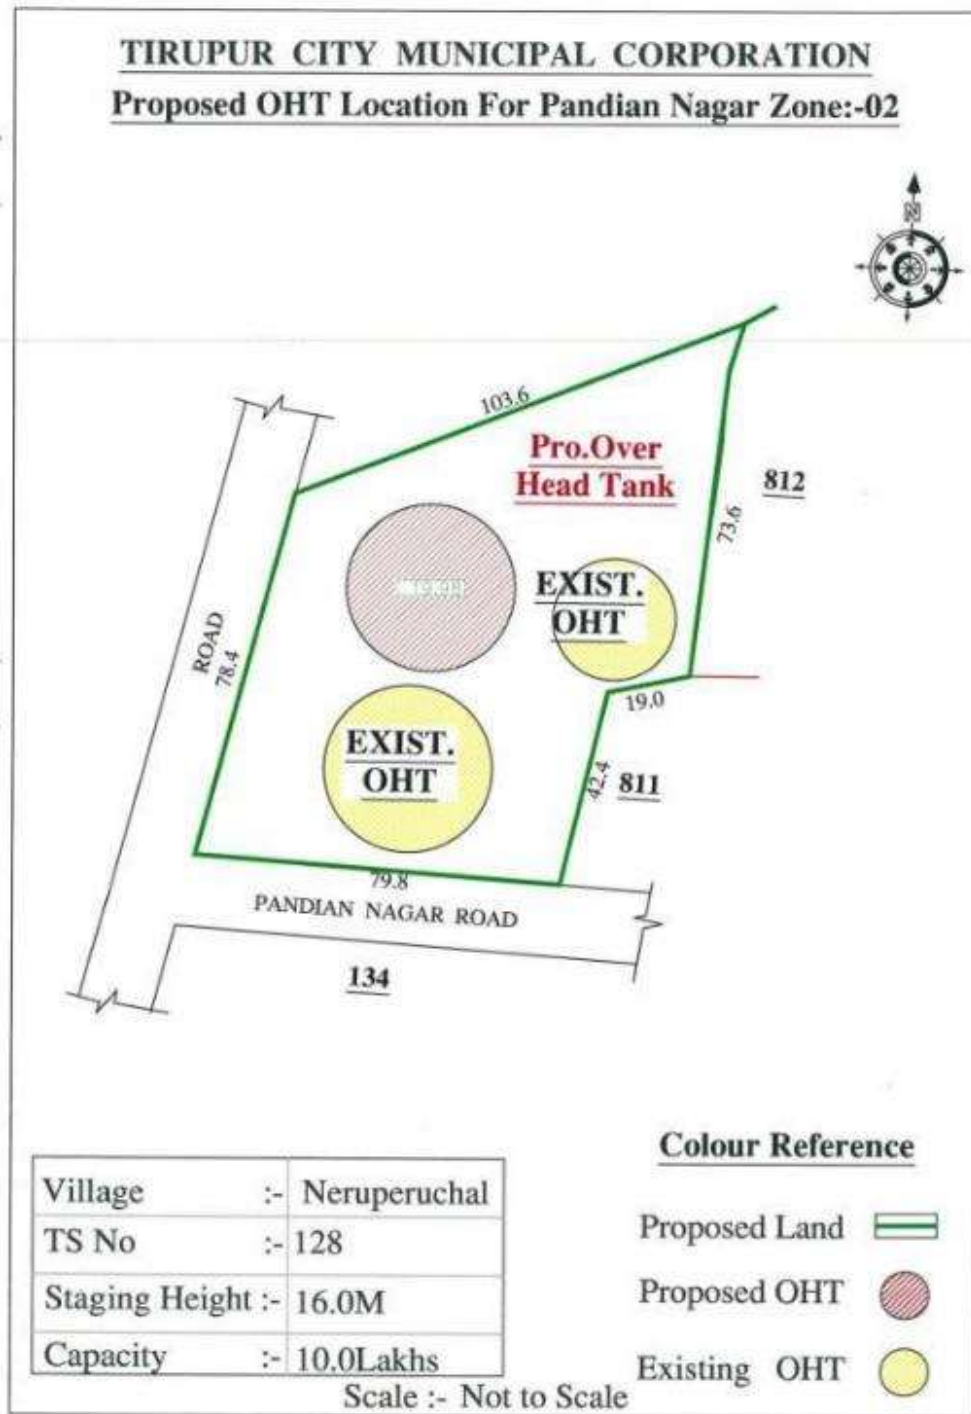 TIRUPUR CITY MUNICIPAL CORPORATION
Proposed OHT Location For Pandian Nagar Zone:-02
N
103.6
Pro.Over
Head Tank
812
73.6
EXIST.
OHT
ROAD
78.4
19.0
EXIST.
OHT
42.4
811
79.8
PANDIAN NAGAR ROAD
134
Village :- Neruperuchal
TS No :- 128
Staging Height :- 16.0M
Capacity :- 10.0Lakhs
Colour Reference
Proposed Land
Proposed OHT
Existing OHT
Scale :- Not to Scale